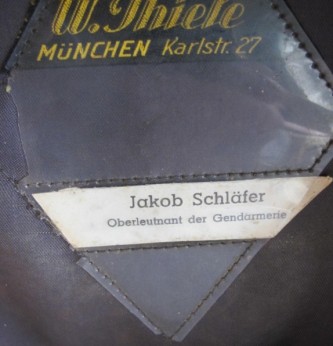 W. Thiele
MÜNCHEN Karlstr. 27
Jakob Schläfer
Oberleutnant der Gendarmerie